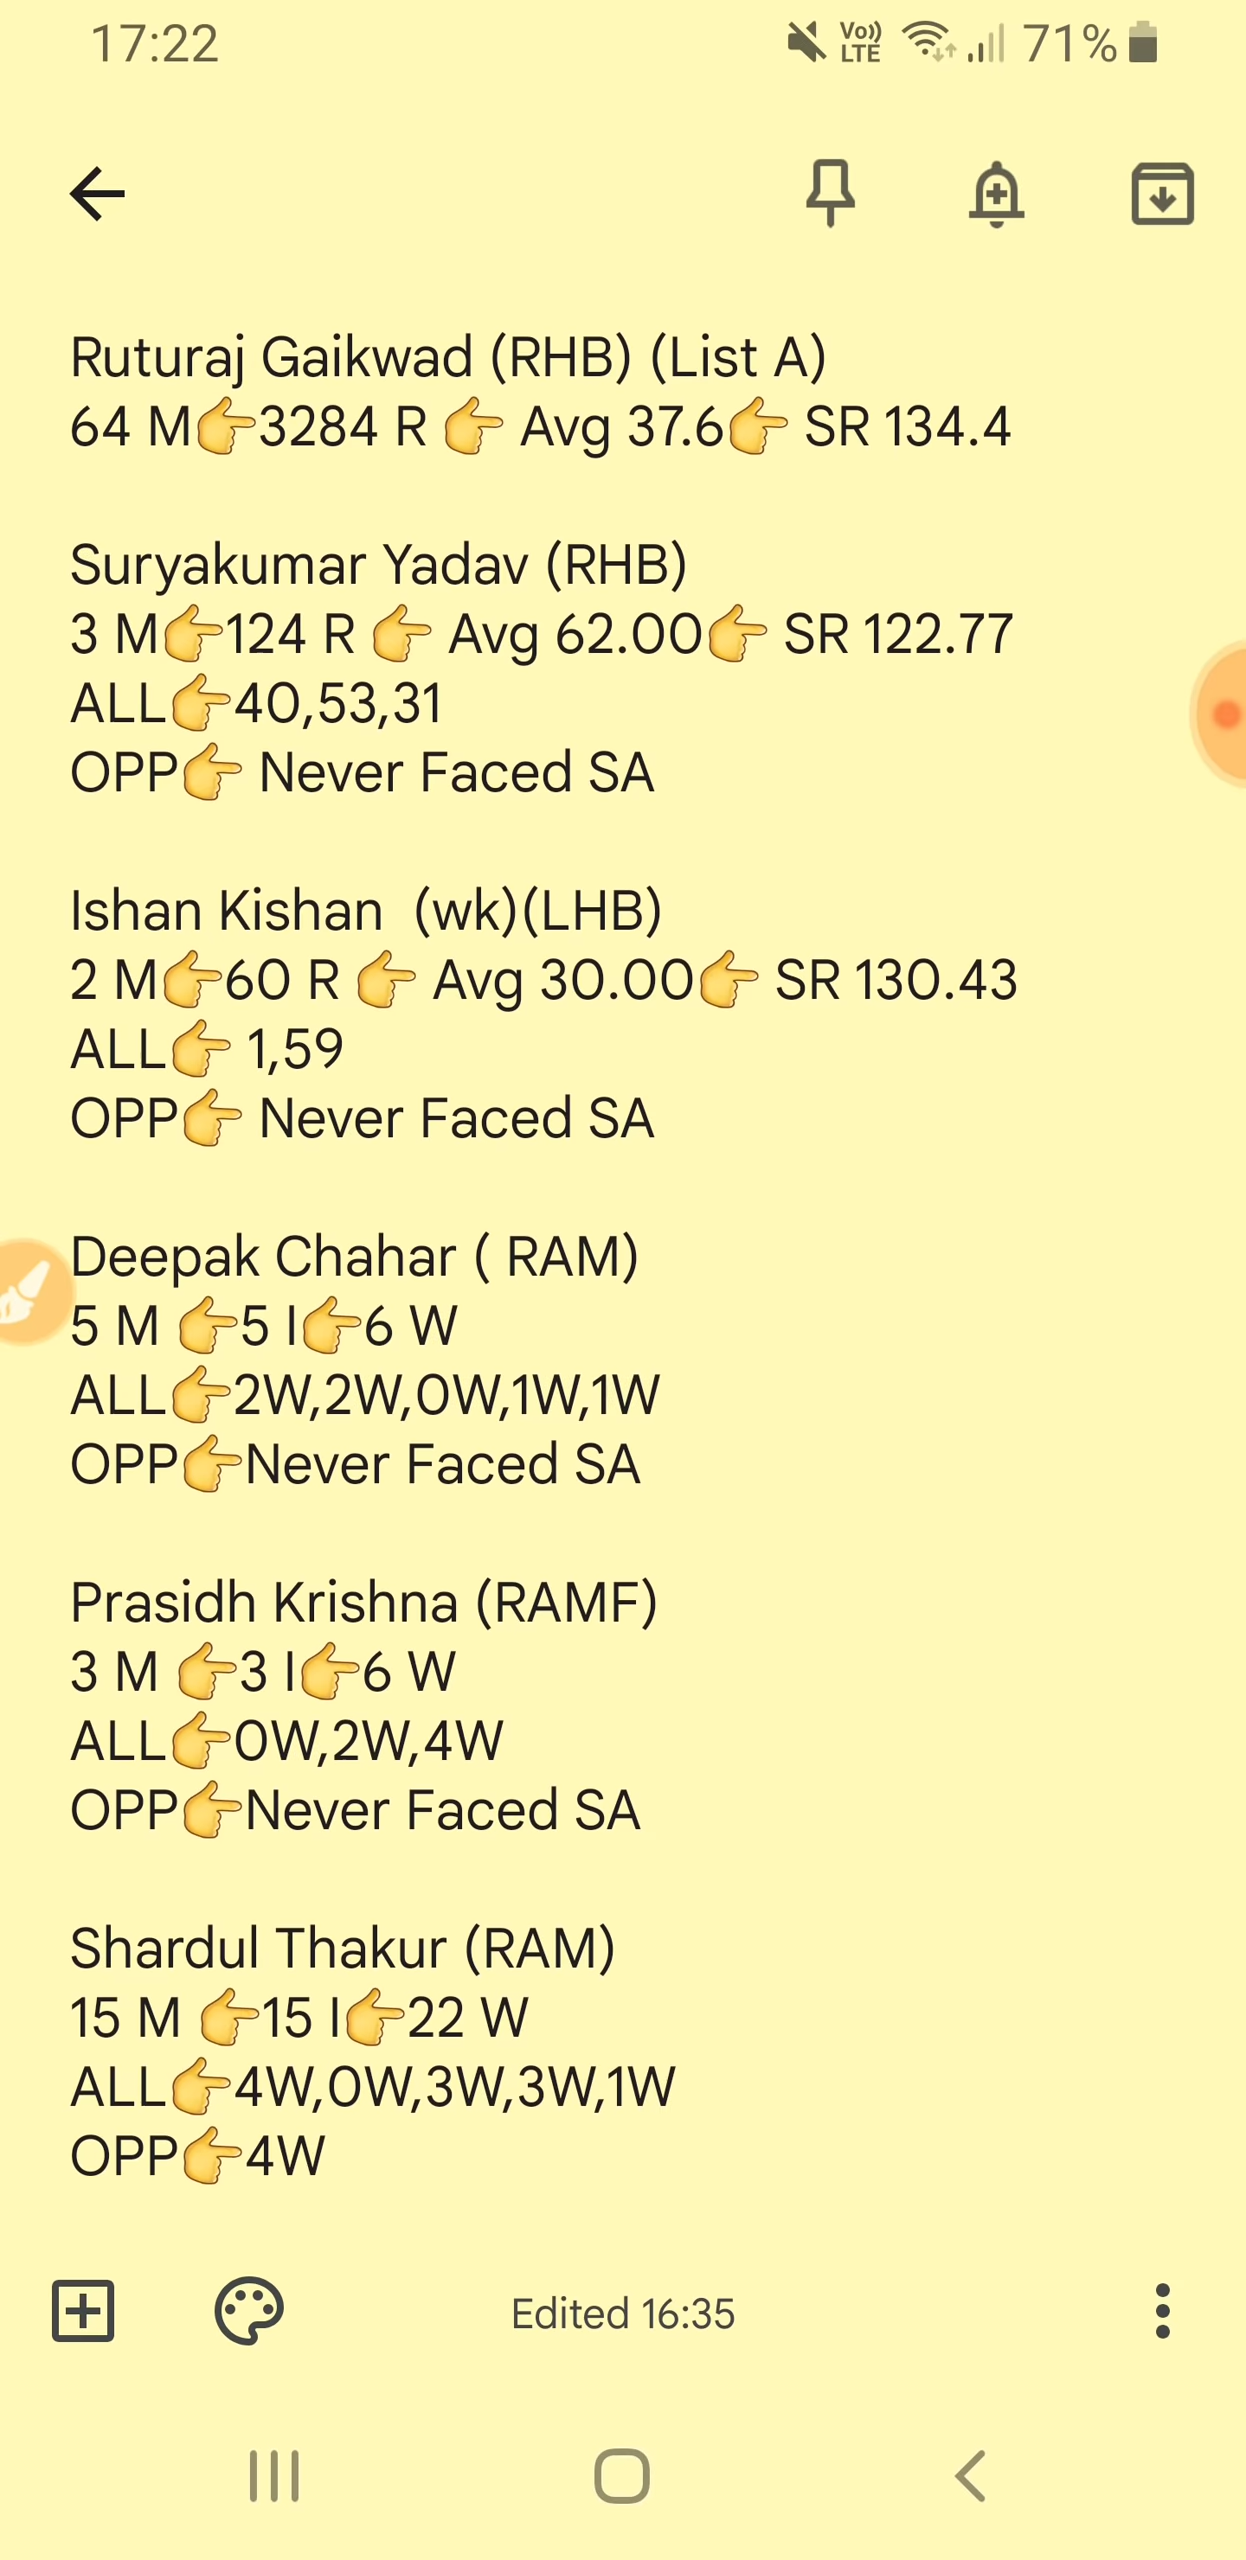 17:22 Vo)) LTE 71%
Ruturaj Gaikwad (RHB) (List A)
64 M👉3284 R 👉 Avg 37.6👉 SR 134.4
Suryakumar Yadav (RHB)
3 M👉124 R 👉 Avg 62.00👉 SR 122.77
ALL👉40,53,31
OPP👉 Never Faced SA
Ishan Kishan  (wk)(LHB)
2 M👉60 R 👉 Avg 30.00👉 SR 130.43
ALL👉 1,59
OPP👉 Never Faced SA
Deepak Chahar ( RAM)
5 M 👉5 I👉6 W
ALL👉2W,2W,0W,1W,1W
OPP👉Never Faced SA
Prasidh Krishna (RAMF)
3 M 👉3 I👉6 W
ALL👉0W,2W,4W
OPP👉Never Faced SA
Shardul Thakur (RAM)
15 M 👉15 I👉22 W
ALL👉4W,0W,3W,3W,1W
OPP👉4W
Edited 16:35